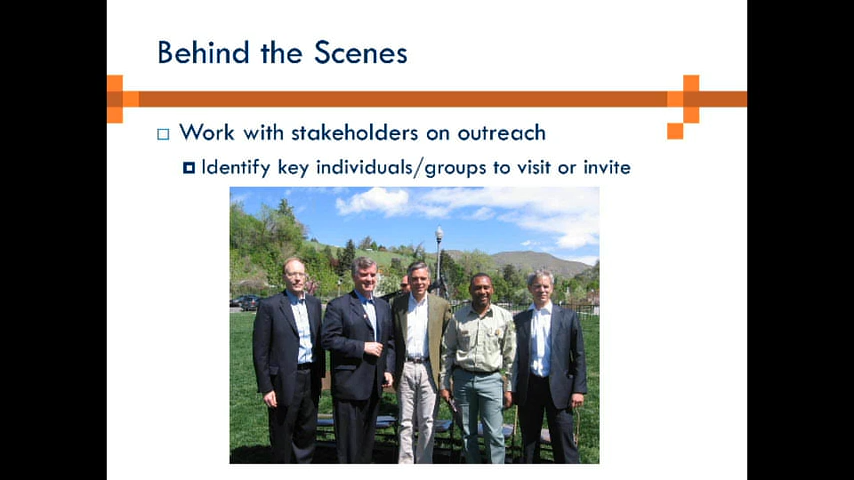 Behind the Scenes
Work with stakeholders on outreach
Identify key individuals/groups to visit or invite